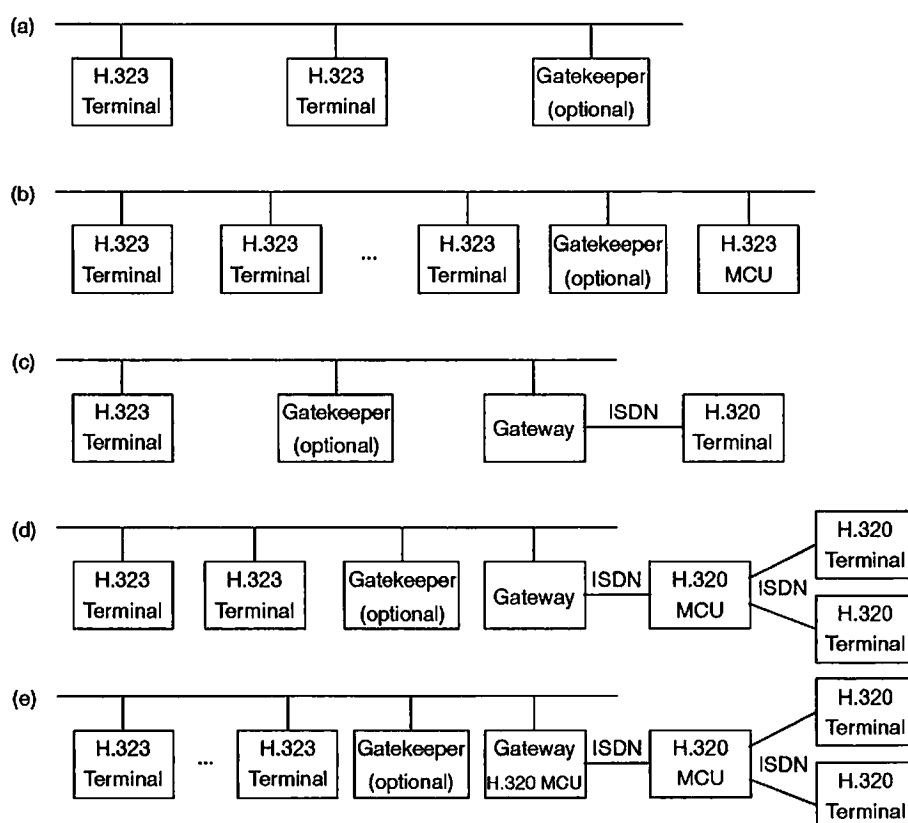 (a)
H.323
Terminal
H.323
Terminal
Gatekeeper
(optional)
(b)
H.323
Terminal
H.323
Terminal
...
H.323
Terminal
Gatekeeper
(optional)
H.323
MCU
(c)
H.323
Terminal
Gatekeeper
(optional)
Gateway
ISDN
H.320
Terminal
(d)
H.323
Terminal
H.323
Terminal
Gatekeeper
(optional)
Gateway
ISDN
H.320
MCU
ISDN
H.320
Terminal
H.320
Terminal
(e)
H.323
Terminal
...
H.323
Terminal
Gatekeeper
(optional)
Gateway
H.320 MCU
ISDN
H.320
MCU
ISDN
H.320
Terminal
H.320
Terminal